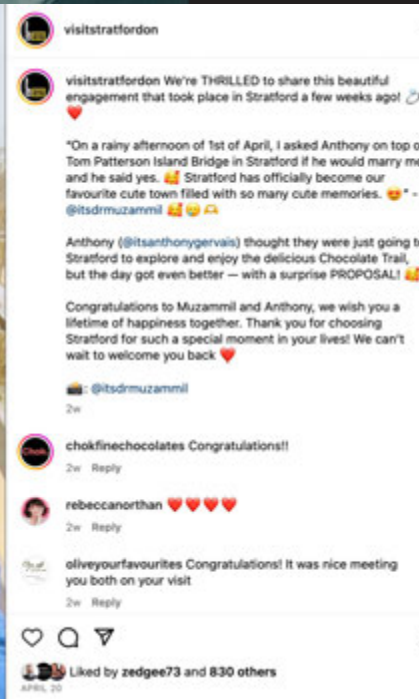 visitstratfordon
visitstratfordon We're THRILLED to share this beautiful
engagement that took place in Stratford a few weeks ago! 💍
❤️
"On a rainy afternoon of 1st of April, I asked Anthony on top o
Tom Patterson Island Bridge in Stratford if he would marry me
and he said yes. 🥰 Stratford has officially become our
favourite cute town filled with so many cute memories. 😍" -
@itsdrmuzammil 🥰🥲🫶
Anthony (@itsanthonygervais) thought they were just going t
Stratford to explore and enjoy the delicious Chocolate Trail,
but the day got even better — with a surprise PROPOSAL! 🥰
Congratulations to Muzammil and Anthony, we wish you a
lifetime of happiness together. Thank you for choosing
Stratford for such a special moment in your lives! We can't
wait to welcome you back ❤️
📸: @itsdrmuzammil
2w
chokfinechocolates Congratulations!!
2w Reply
rebeccanorthan ❤️❤️❤️❤️
2w Reply
oliveyourfavourites Congratulations! It was nice meeting
you both on your visit
2w Reply
Liked by zedgee73 and 830 others
APRIL 20